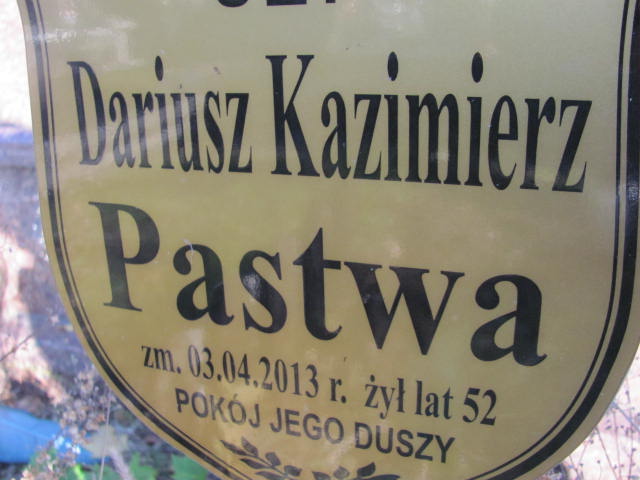 Dariusz Kazimierz
Pastwa
zm. 03.04.2013 r. żył lat 52
POKÓJ JEGO DUSZY